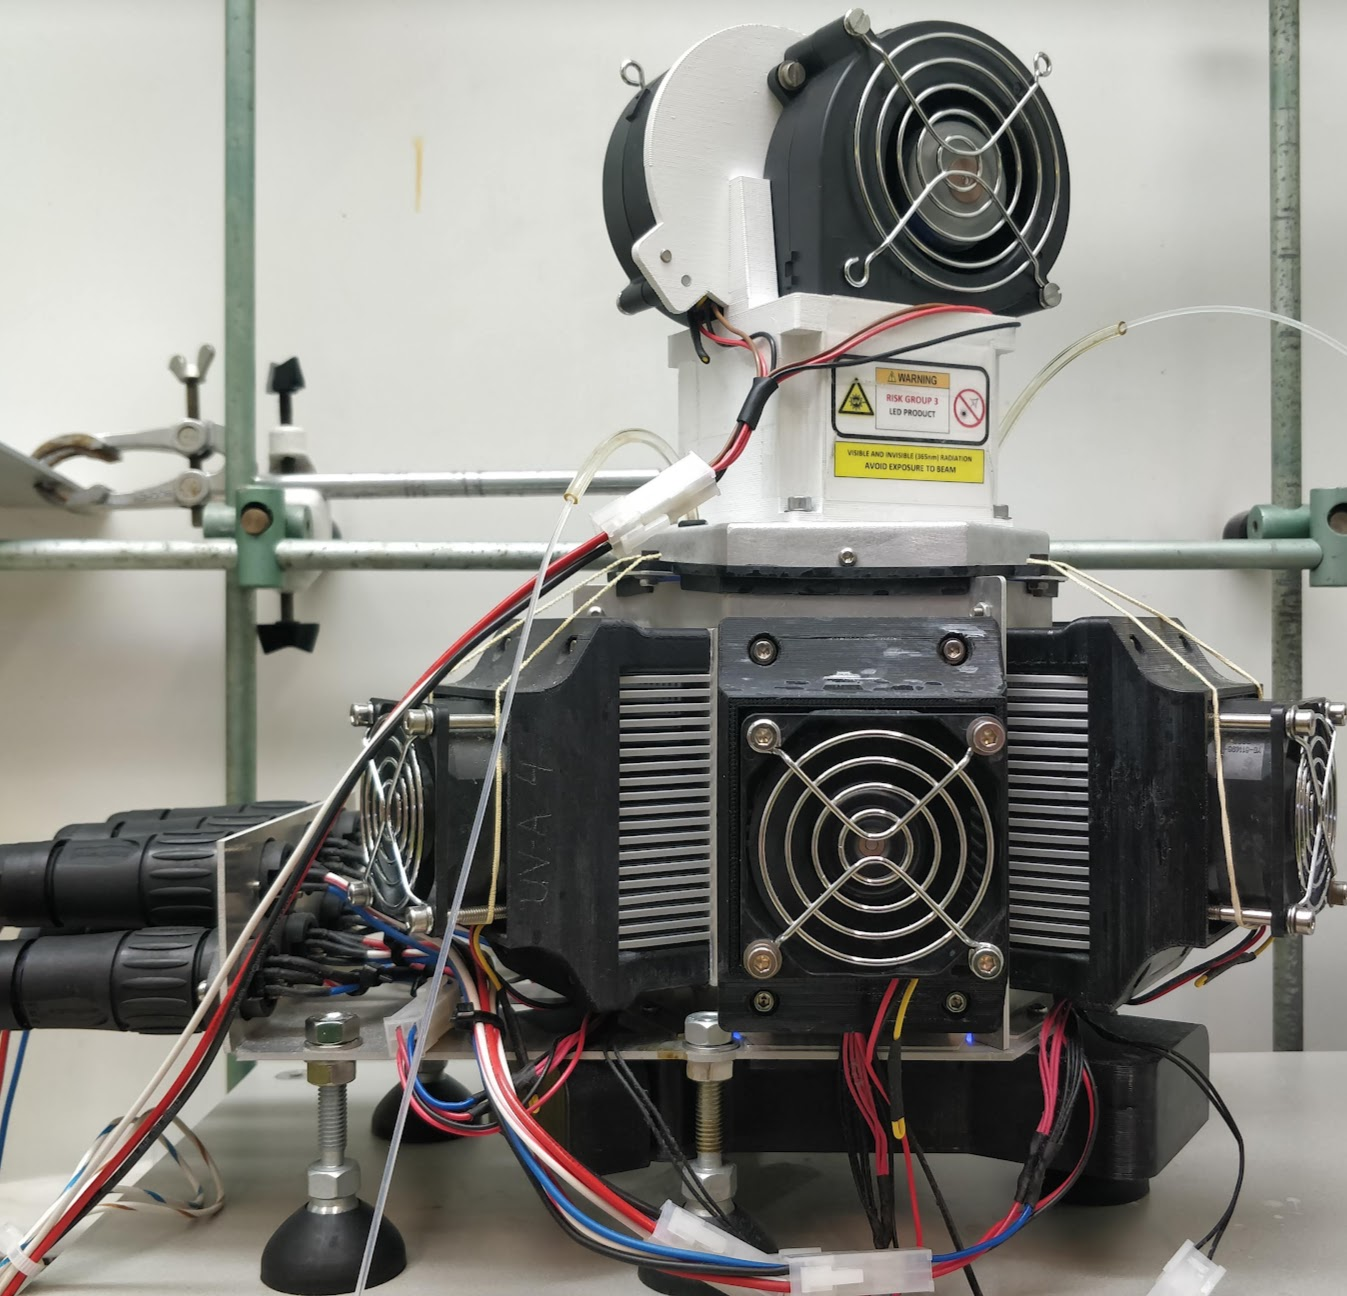 WARNING
RISK GROUP 3
LED PRODUCT
VISIBLE AND INVISIBLE (365nm) RADIATION
AVOID EXPOSURE TO BEAM
UV-A 4